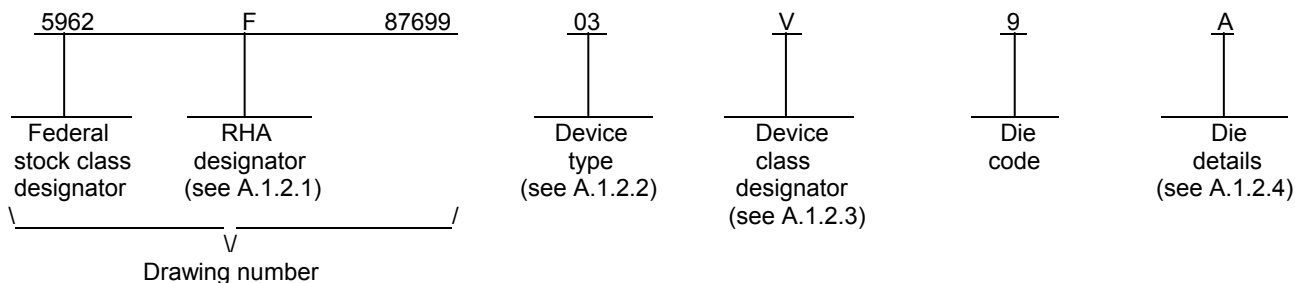 5962 F 87699 03 V 9 A
Federal RHA Device Device Die Die
stock class designator type class code details
designator (see A.1.2.1) (see A.1.2.2) designator (see A.1.2.4)
(see A.1.2.3)
\ /
\/
Drawing number